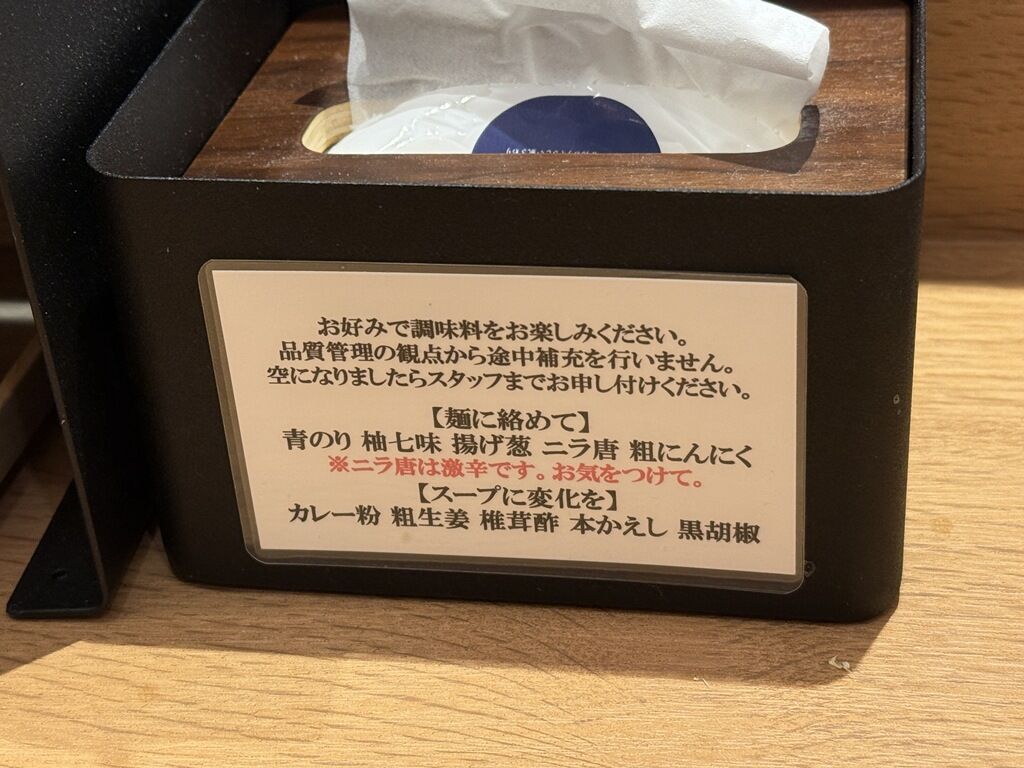 お好みで調味料をお楽しみください。
品質管理の観点から途中補充を行いません。
空になりましたらスタッフまでお申し付けください。
【麺に絡めて】
青のり 柚七味 揚げ葱 ニラ唐 粗にんにく
※ニラ唐は激辛です。お気をつけて。
【スープに変化を】
カレー粉 粗生姜 椎茸酢 本かえし 黒胡椒